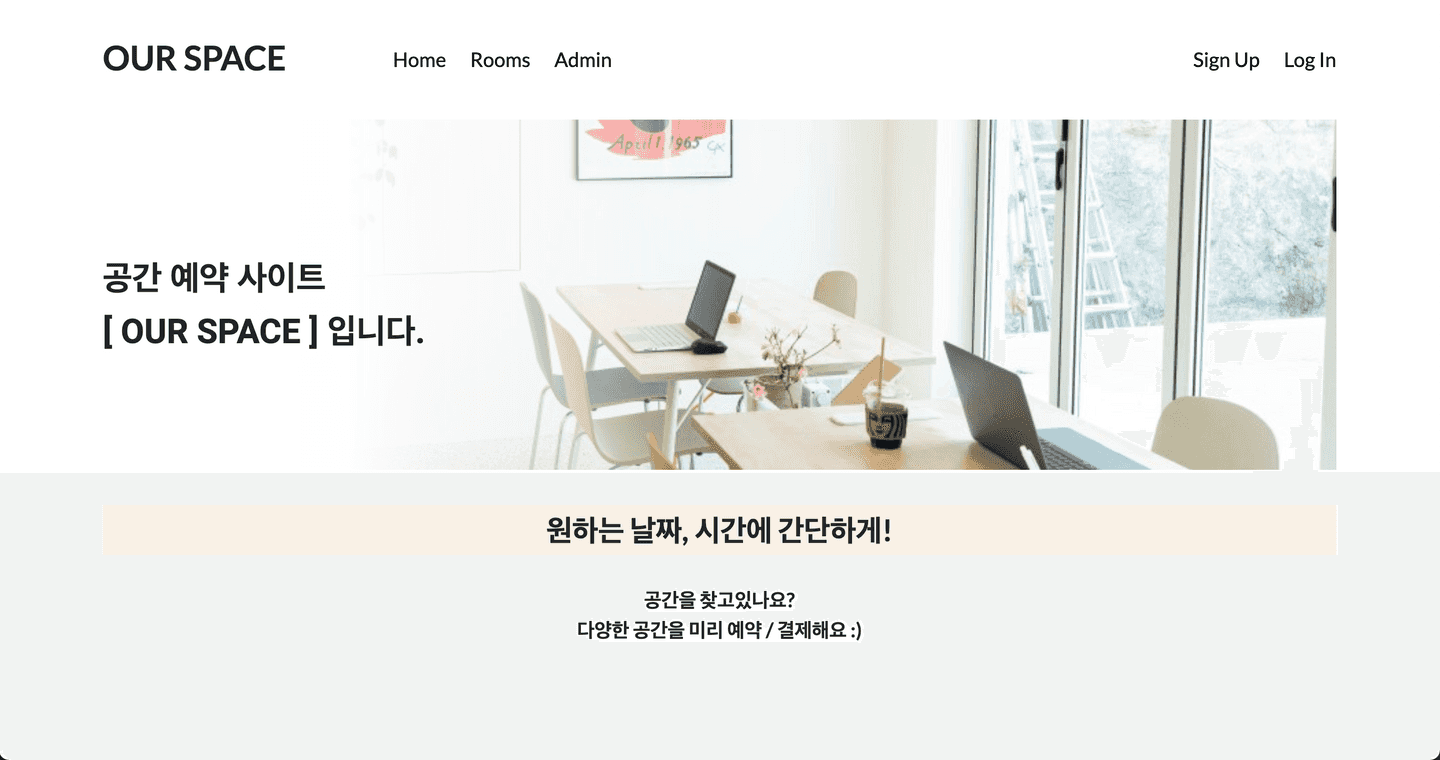 OUR SPACE
Home Rooms Admin
Sign Up Log In
April 1, 1965
공간 예약 사이트
[ OUR SPACE ] 입니다.
원하는 날짜, 시간에 간단하게!
공간을 찾고있나요?
다양한 공간을 미리 예약 / 결제해요 :)